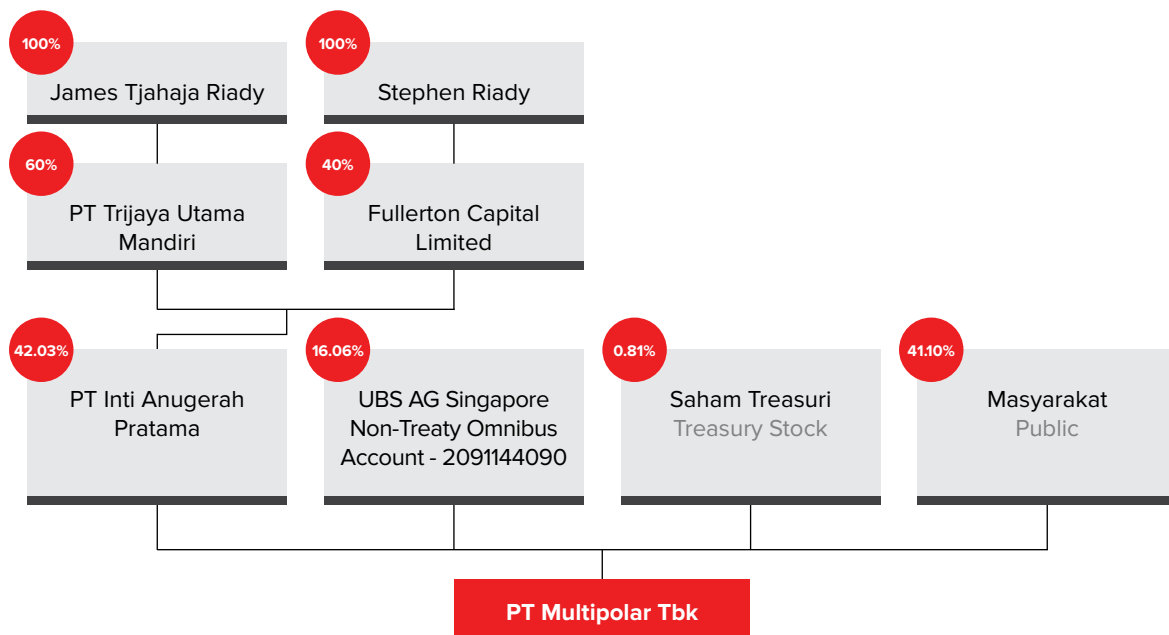 100%
James Tjahaja Riady
100%
Stephen Riady
60%
PT Trijaya Utama
Mandiri
40%
Fullerton Capital
Limited
42.03%
PT Inti Anugerah
Pratama
16.06%
UBS AG Singapore
Non-Treaty Omnibus
Account - 2091144090
0.81%
Saham Treasuri
Treasury Stock
41.10%
Masyarakat
Public
PT Multipolar Tbk